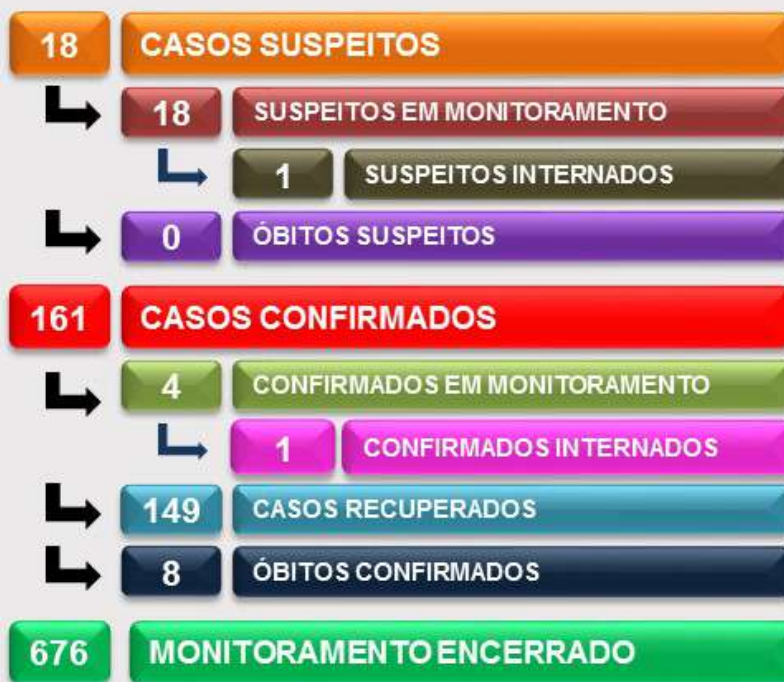 18 CASOS SUSPEITOS
18 SUSPEITOS EM MONITORAMENTO
1 SUSPEITOS INTERNADOS
0 ÓBITOS SUSPEITOS
161 CASOS CONFIRMADOS
4 CONFIRMADOS EM MONITORAMENTO
1 CONFIRMADOS INTERNADOS
149 CASOS RECUPERADOS
8 ÓBITOS CONFIRMADOS
676 MONITORAMENTO ENCERRADO